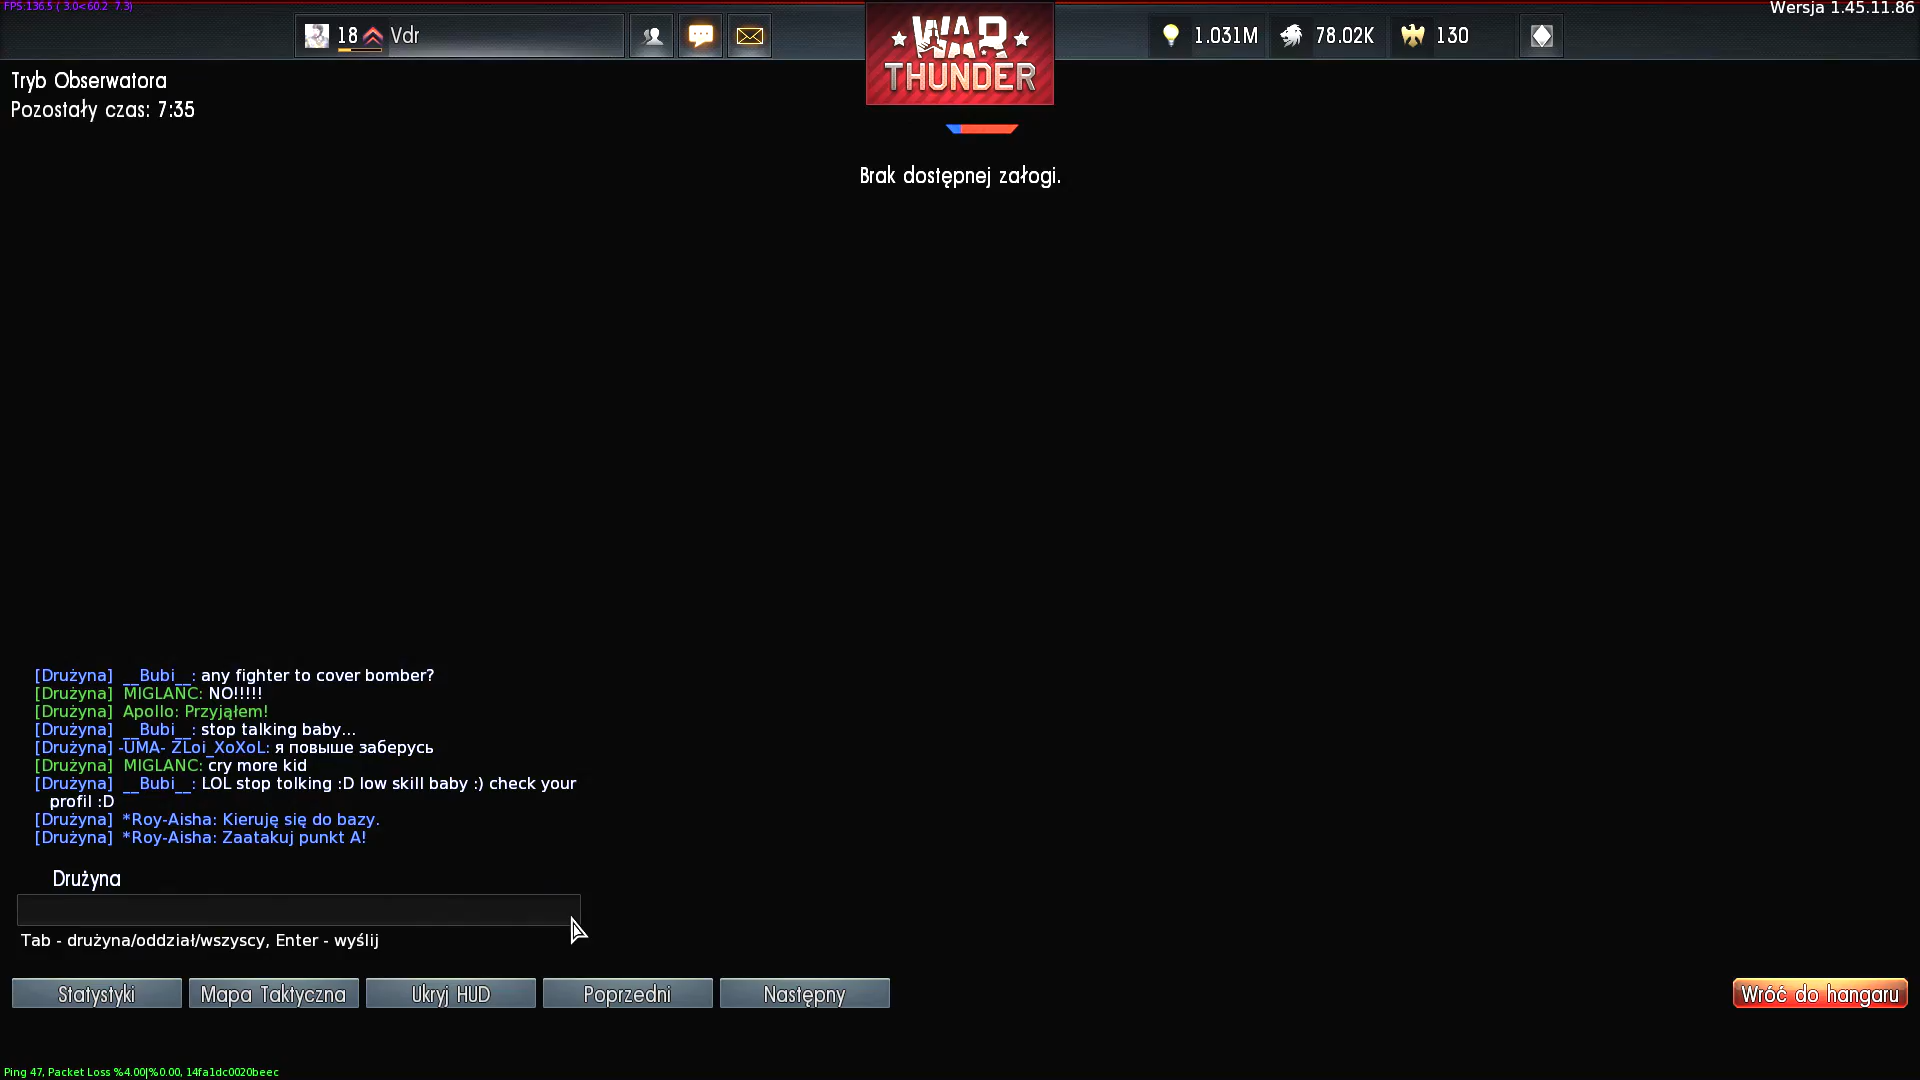 FPS:136.5 ( 3.0<60.2 7.3)
Wersja 1.45.11.86
18 Vdr
WAR THUNDER
1.031M 78.02K 130
Tryb Obserwatora
Pozostały czas: 7:35
Brak dostępnej załogi.
[Drużyna] __Bubi__: any fighter to cover bomber?
[Drużyna] MIGLANC: NO!!!!!
[Drużyna] Apollo: Przyjąłem!
[Drużyna] __Bubi__: stop talking baby...
[Drużyna] -UMA- ZLoi_XoXoL: я повыше заберусь
[Drużyna] MIGLANC: cry more kid
[Drużyna] __Bubi__: LOL stop tolking :D low skill baby :) check your
profil :D
[Drużyna] *Roy-Aisha: Kieruję się do bazy.
[Drużyna] *Roy-Aisha: Zaatakuj punkt A!
Drużyna
Tab - drużyna/oddział/wszyscy, Enter - wyślij
Statystyki Mapa Taktyczna Ukryj HUD Poprzedni Następny Wróć do hangaru
Ping 47, Packet Loss %4.00|%0.00, 14fa1dc0020beec